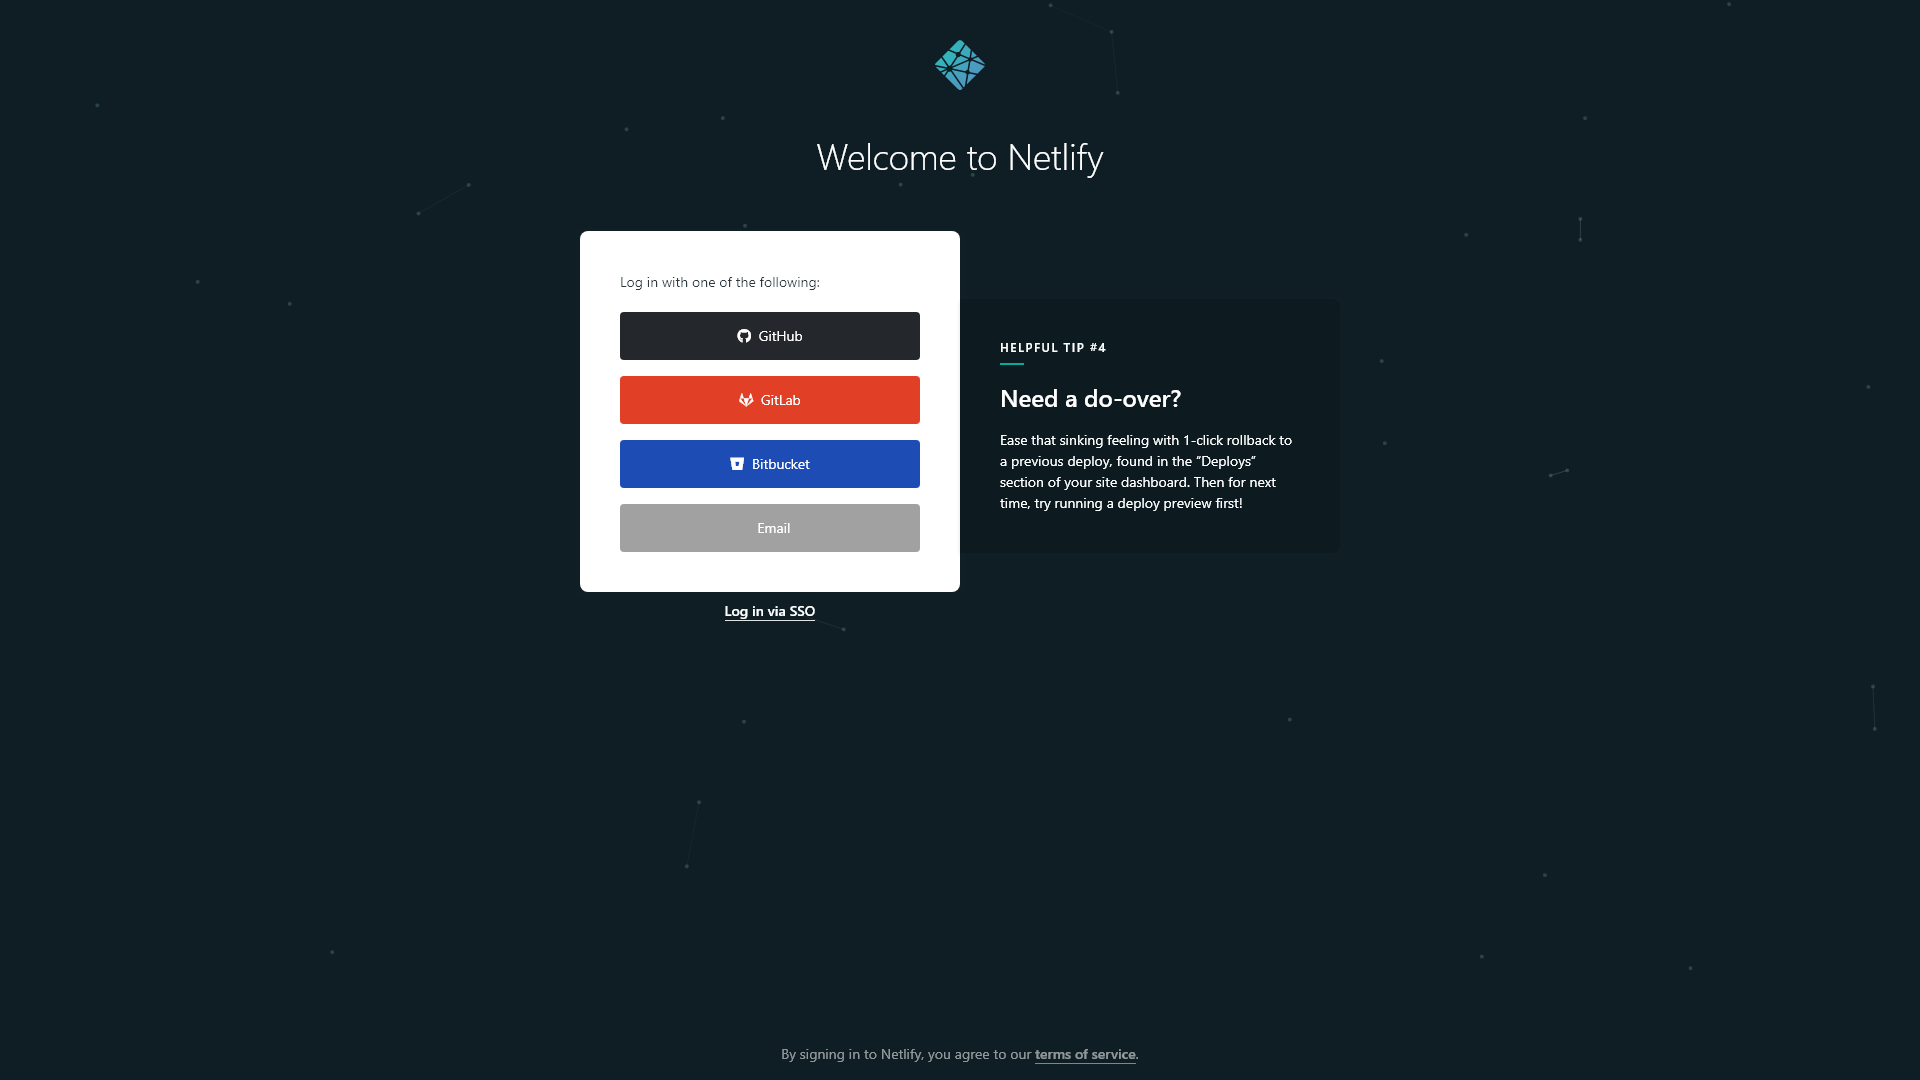 Welcome to Netlify
Log in with one of the following:
GitHub
GitLab
Bitbucket
Email
Log in via SSO
HELPFUL TIP #4
Need a do-over?
Ease that sinking feeling with 1-click rollback to
a previous deploy, found in the “Deploys”
section of your site dashboard. Then for next
time, try running a deploy preview first!
By signing in to Netlify, you agree to our terms of service.